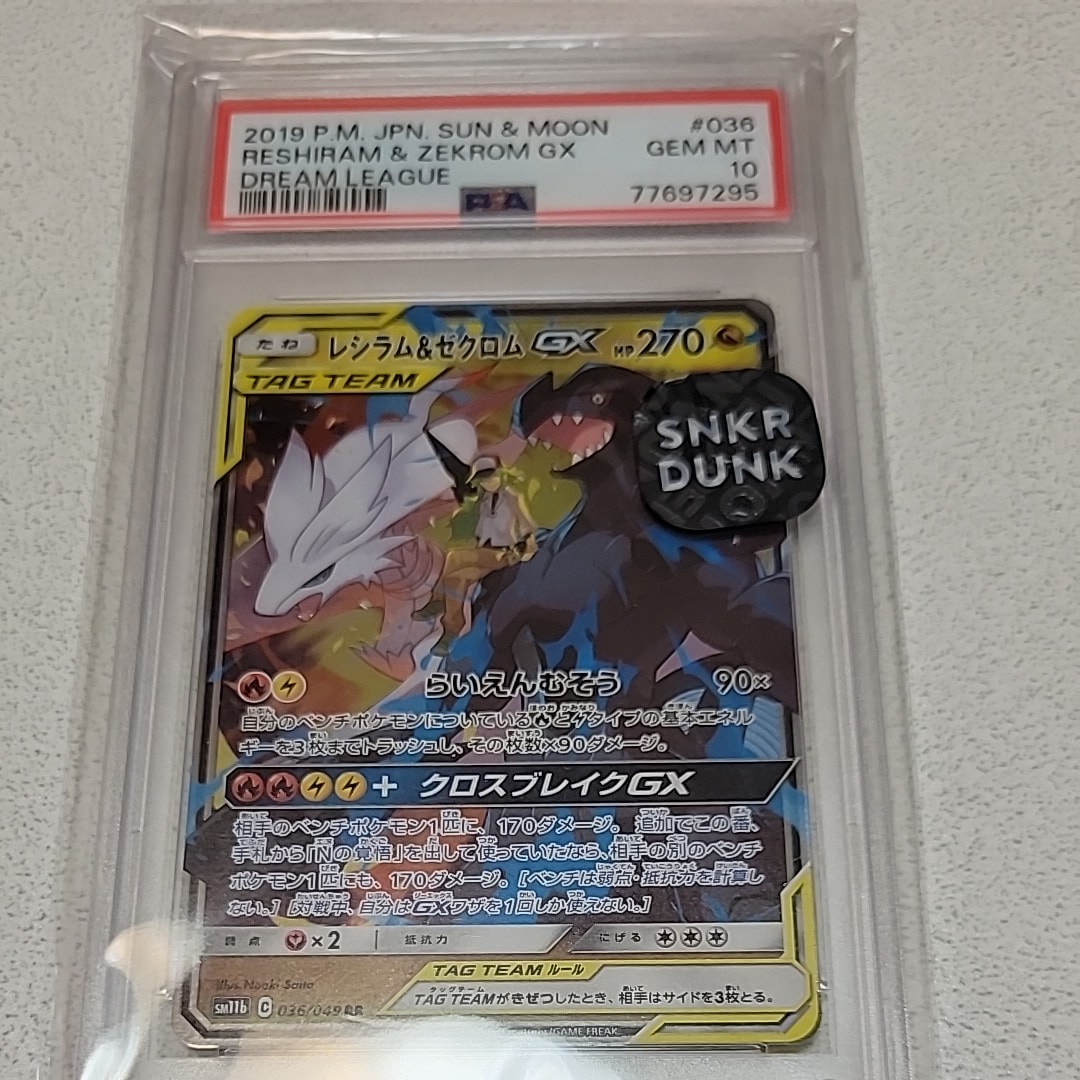 2019 P.M. JPN. SUN & MOON #036
RESHIRAM & ZEKROM GX GEM MT
DREAM LEAGUE 10
PSA 77697295
たね レシラム&ゼクロム GX HP 270
TAG TEAM
SNKR
DUNK
らいえんむそう 90×
自分のベンチポケモンについている と タイプの基本エネル
ギーを3枚までトラッシュし、その枚数×90ダメージ。
+ クロスブレイクGX
相手のベンチポケモン1匹に、170ダメージ。追加でこの番、
手札から「Nの覚悟」を出して使っていたなら、相手の別のベンチ
ポケモン1匹にも、170ダメージ。[ベンチは弱点・抵抗力を計算し
ない。] [対戦中、自分はGXワザを1回しか使えない。]
弱点 ×2 抵抗力 にげる
TAG TEAM ルール
Illus. Naoki Saito
TAG TEAMがきぜつしたとき、相手はサイドを3枚とる。
sm11b C 036/049 RR
/GAME FREAK